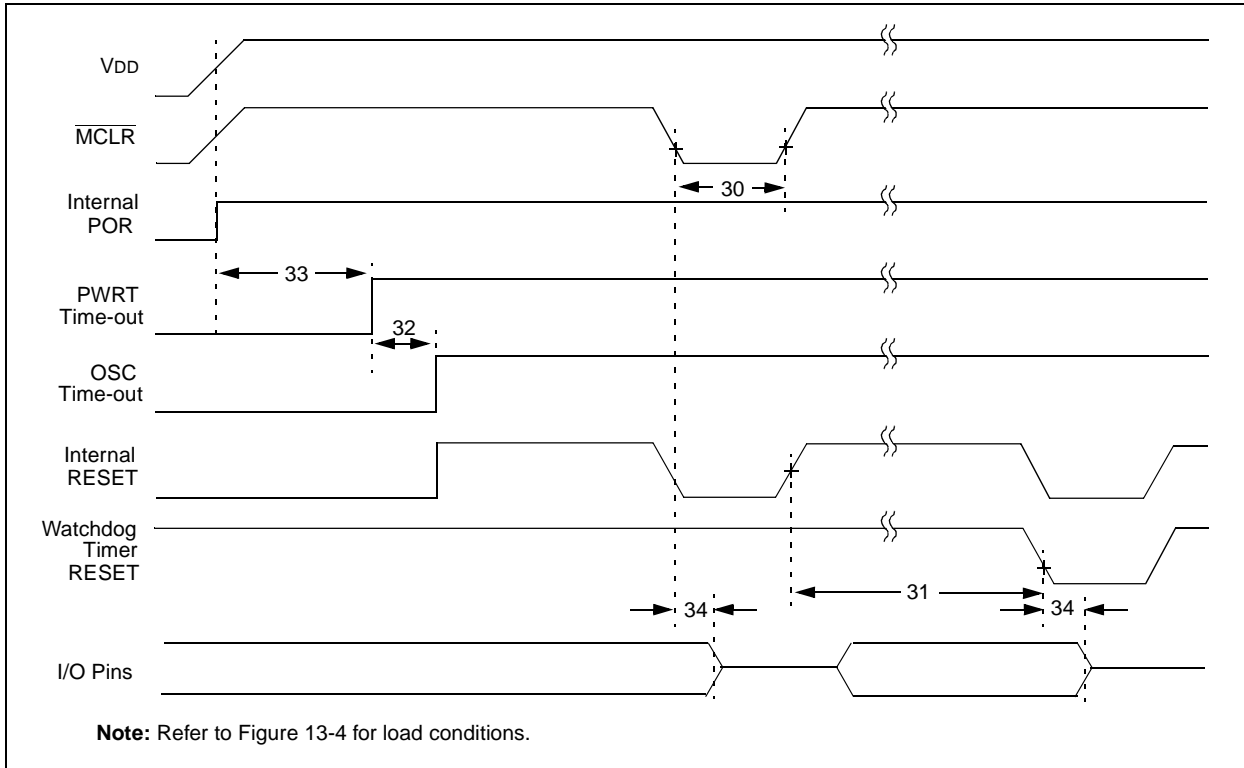 VDD
MCLR
30
Internal
POR
33
PWRT
Time-out
32
OSC
Time-out
Internal
RESET
Watchdog
Timer
RESET
31
34
34
I/O Pins
Note: Refer to Figure 13-4 for load conditions.